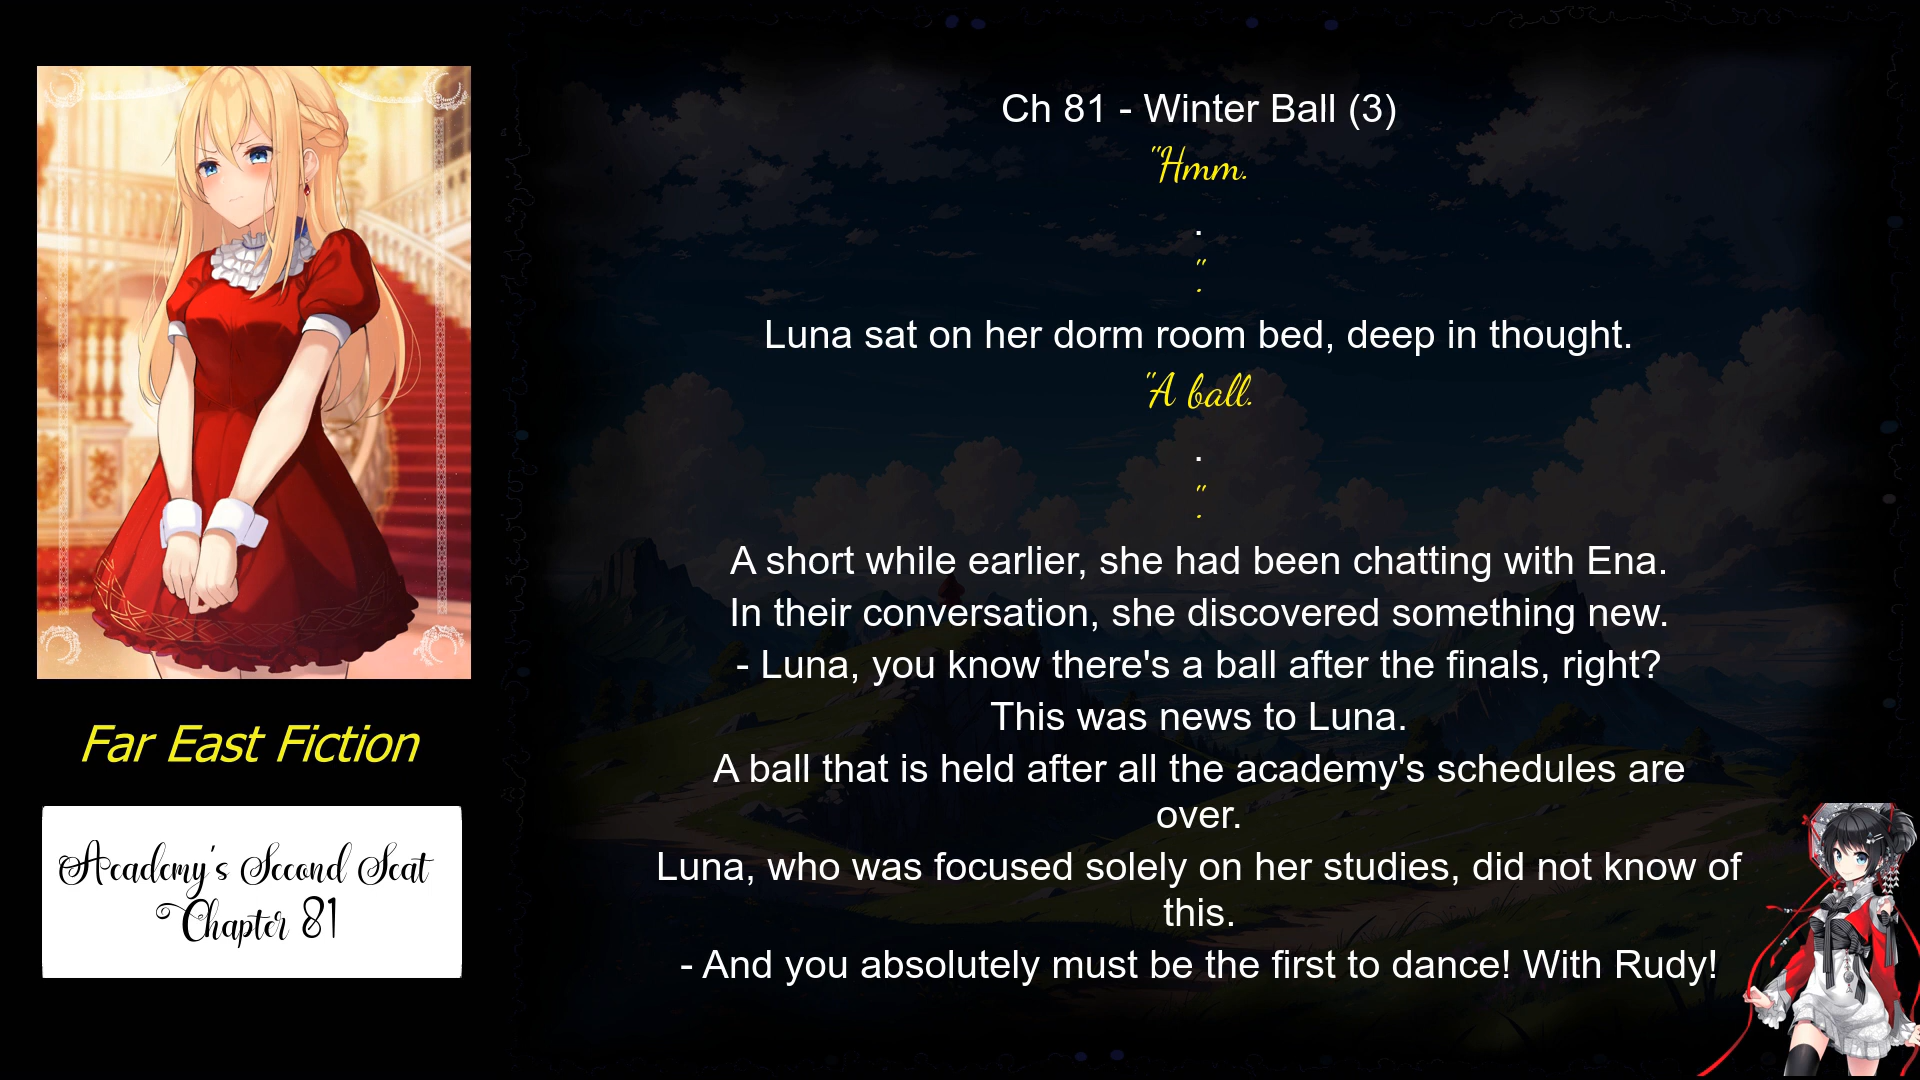 Far East Fiction
Academy's Second Seat
Chapter 81
Ch 81 - Winter Ball (3)
"Hmm.
.
".
Luna sat on her dorm room bed, deep in thought.
"A ball.
.
".
A short while earlier, she had been chatting with Ena.
In their conversation, she discovered something new.
- Luna, you know there's a ball after the finals, right?
This was news to Luna.
A ball that is held after all the academy's schedules are
over.
Luna, who was focused solely on her studies, did not know of
this.
- And you absolutely must be the first to dance! With Rudy!